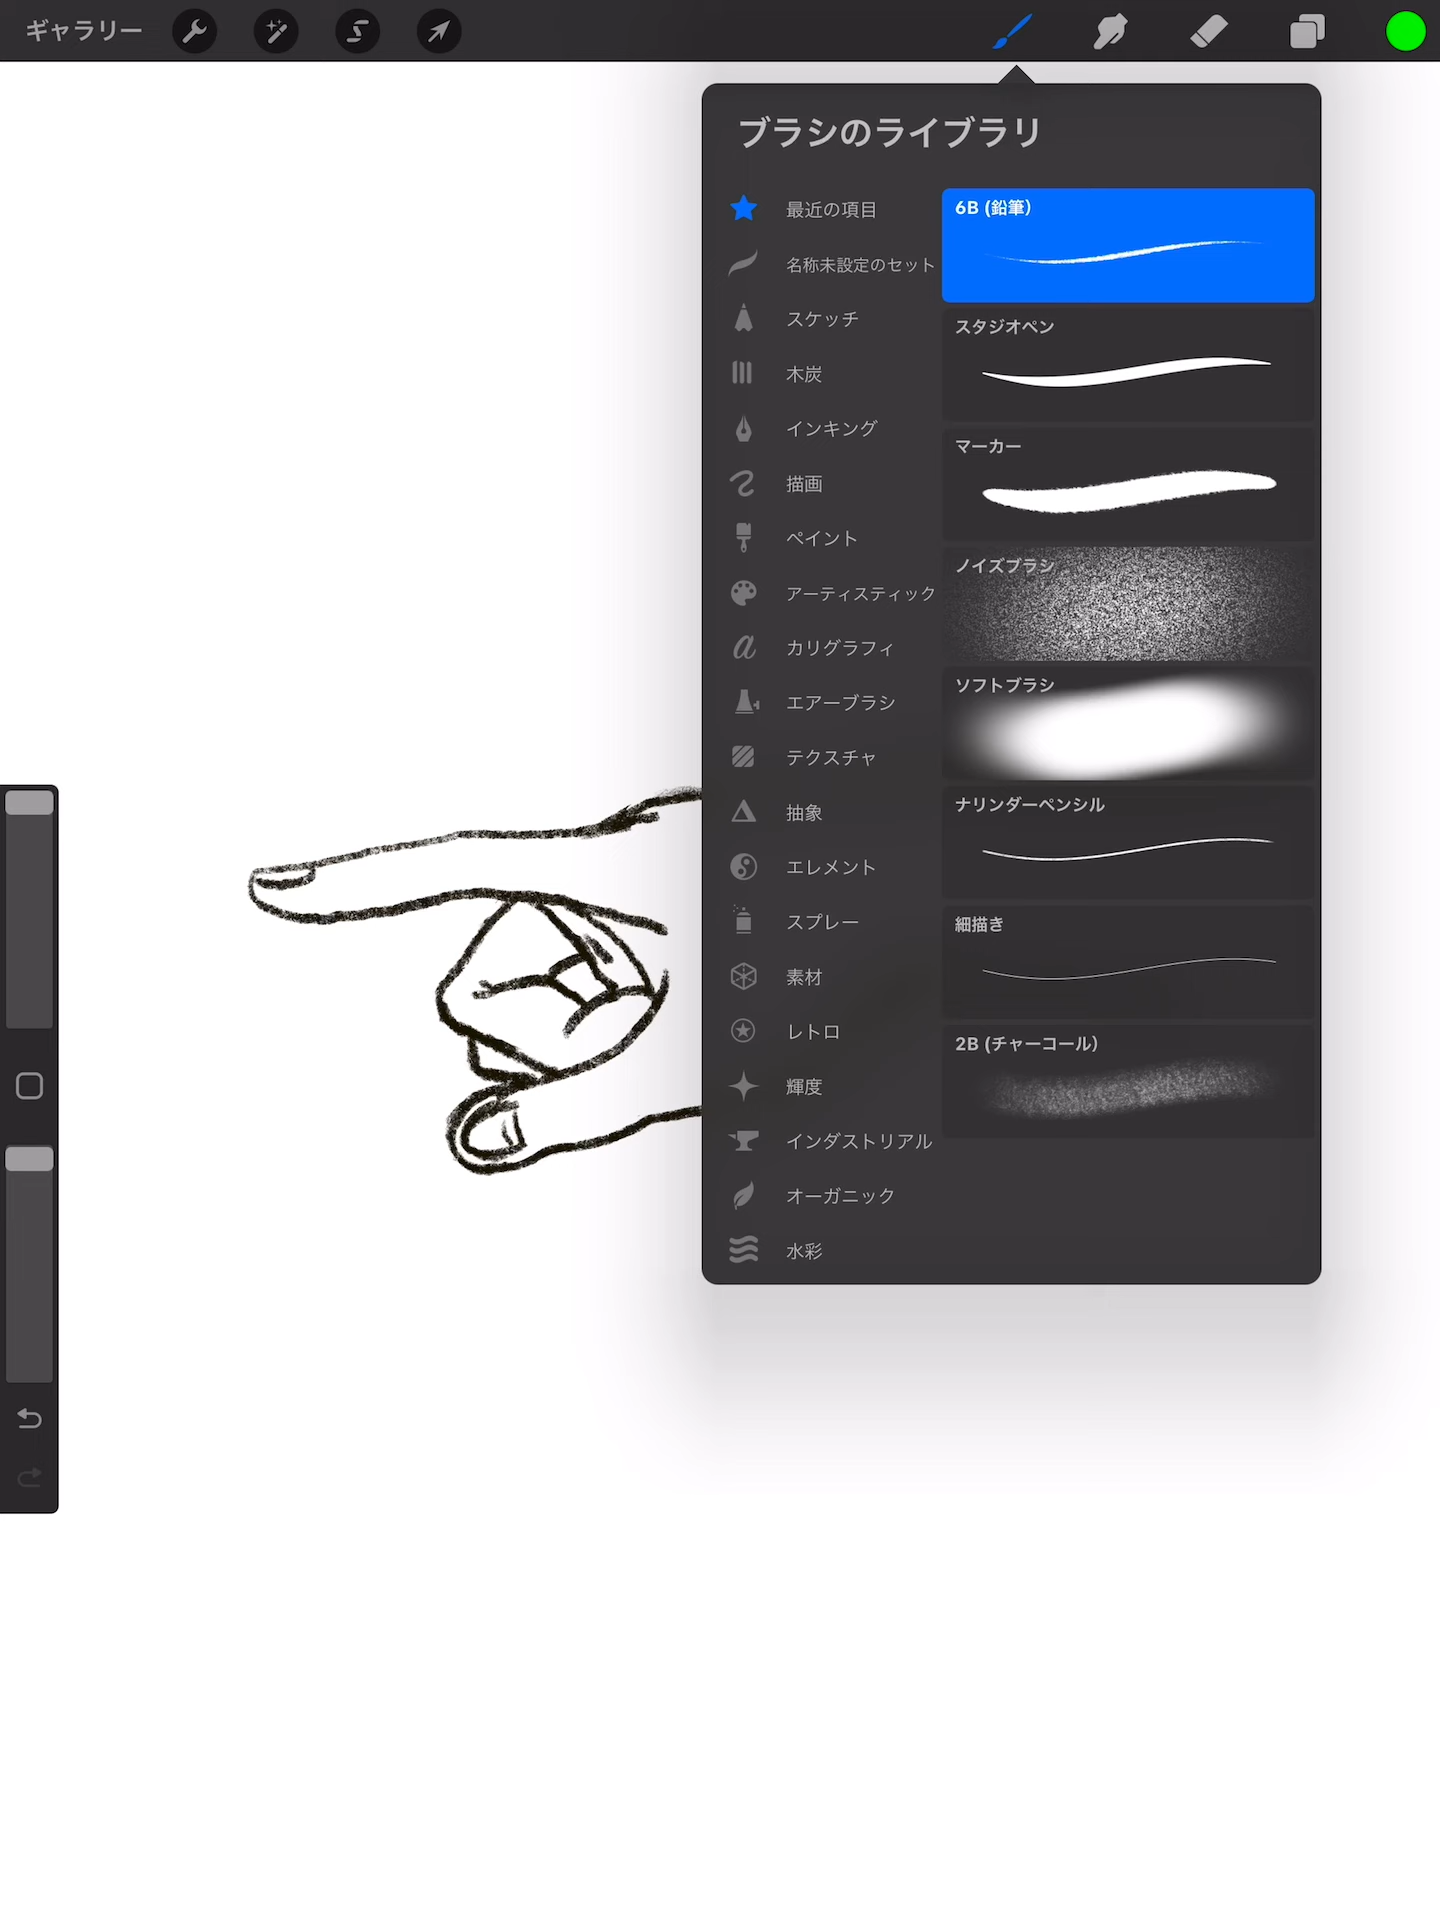 ギャラリー
ブラシのライブラリ
最近の項目
名称未設定のセット
スケッチ
木炭
インキング
描画
ペイント
アーティスティック
カリグラフィ
エアーブラシ
テクスチャ
抽象
エレメント
スプレー
素材
レトロ
輝度
インダストリアル
オーガニック
水彩
6B (鉛筆)
スタジオペン
マーカー
ノイズブラシ
ソフトブラシ
ナリンダーペンシル
細描き
2B (チャーコール)